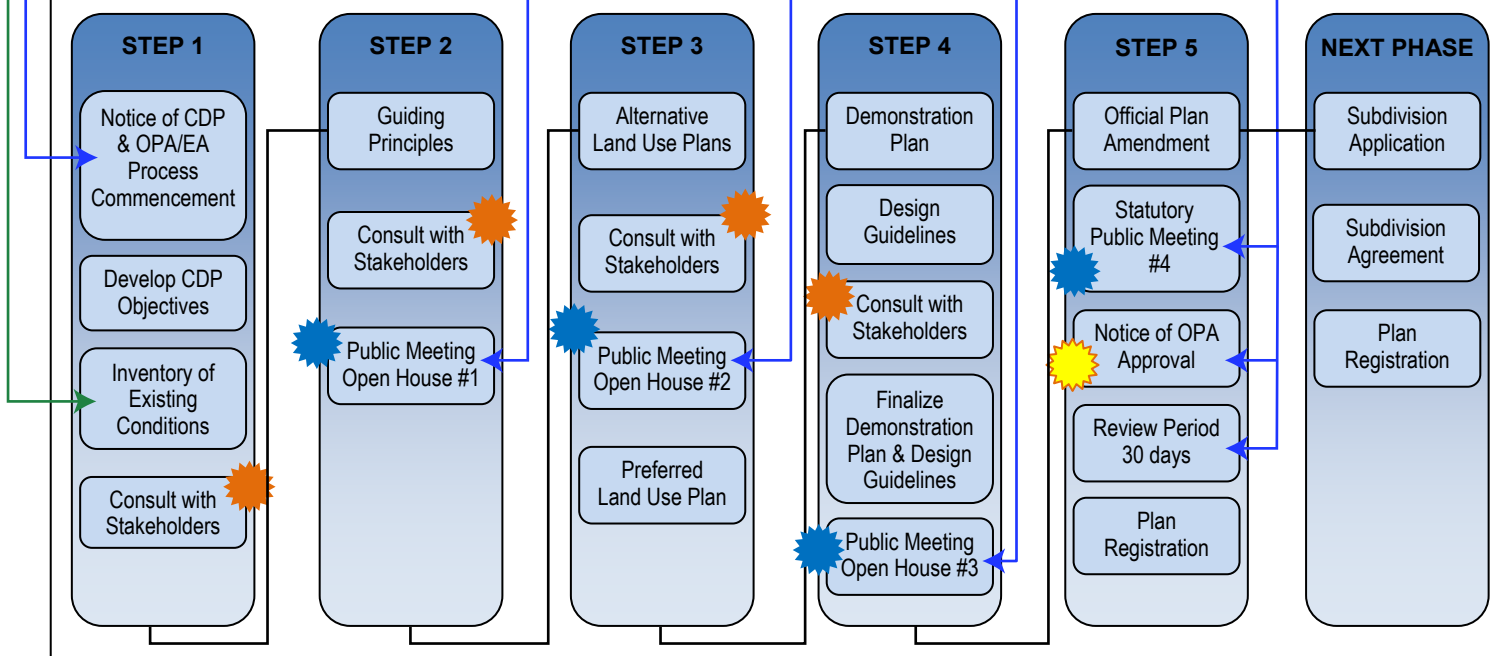 STEP 1
Notice of CDP
& OPA/EA
Process
Commencement
Develop CDP
Objectives
Inventory of
Existing
Conditions
Consult with
Stakeholders
STEP 2
Guiding
Principles
Consult with
Stakeholders
Public Meeting
Open House #1
STEP 3
Alternative
Land Use Plans
Consult with
Stakeholders
Public Meeting
Open House #2
Preferred
Land Use Plan
STEP 4
Demonstration
Plan
Design
Guidelines
Consult with
Stakeholders
Finalize
Demonstration
Plan & Design
Guidelines
Public Meeting
Open House #3
STEP 5
Official Plan
Amendment
Statutory
Public Meeting
#4
Notice of OPA
Approval
Review Period
30 days
Plan
Registration
NEXT PHASE
Subdivision
Application
Subdivision
Agreement
Plan
Registration